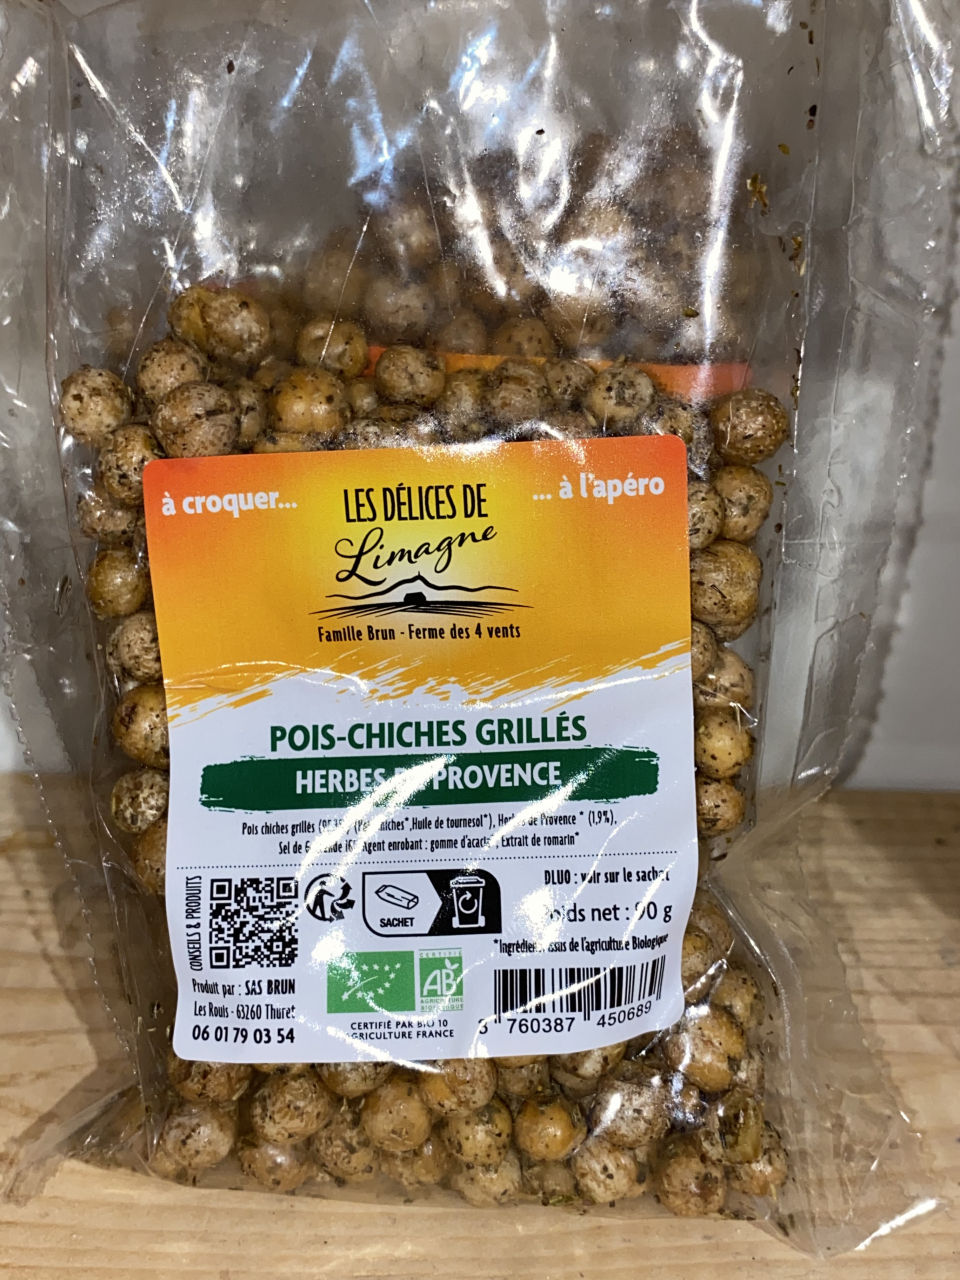 à croquer...
... à l'apéro
LES DÉLICES DE
Limagne
Famille Brun - Ferme des 4 vents
POIS-CHICHES GRILLÉS
HERBES PROVENCE
Pois chiches grillés chiches*, Huile de tournesol*), de Provence * (1,9%),
Sel de Agent enrobant : gomme d'acacia*, Extrait de romarin*
CONSEILS & PRODUITS
SACHET
DLUO : voir sur le sachet
Poids net : 90 g
*Ingrédients issus de l'agriculture Biologique
Produit par : SAS BRUN
Les Rouls - 63260 Thuret
06 01 79 03 54
CERTIFIÉ
AB
AGRICULTURE
BIOLOGIQUE
CERTIFIÉ PAR BIO 10
AGRICULTURE FRANCE
3 760387 450689